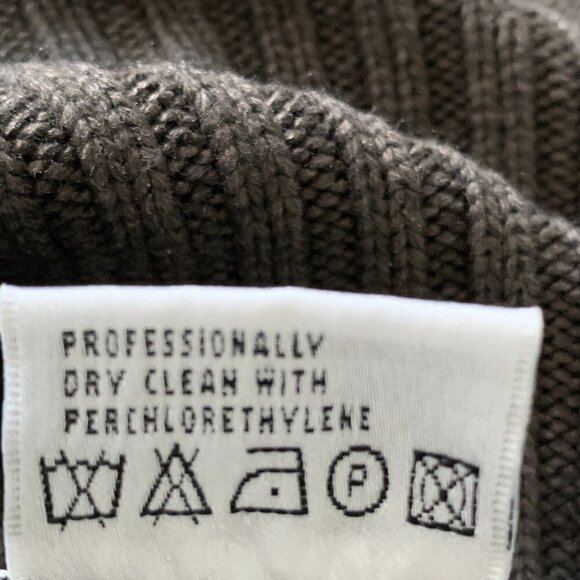 PROFESSIONALLY
DRY CLEAN WITH
PERCHLORETHYLENE
P